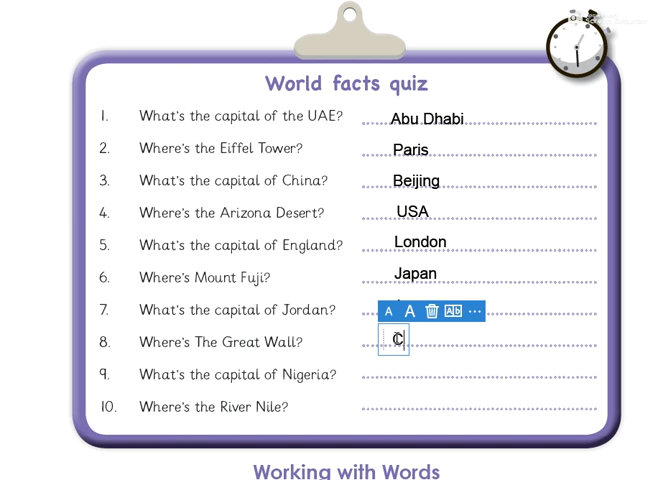 World facts quiz
1. What's the capital of the UAE? Abu Dhabi
2. Where's the Eiffel Tower? Paris
3. What's the capital of China? Beijing
4. Where's the Arizona Desert? USA
5. What's the capital of England? London
6. Where's Mount Fuji? Japan
7. What's the capital of Jordan?
A A Ab ...
8. Where's The Great Wall? C
9. What's the capital of Nigeria?
10. Where's the River Nile?
Working with Words